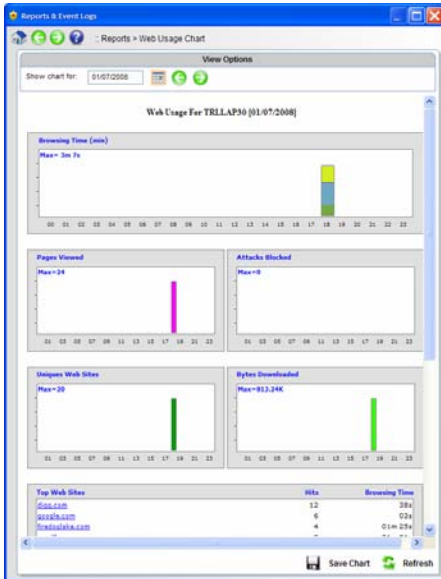 Reports & Event Logs
:: Reports > Web Usage Chart
View Options
Show chart for: 01/07/2008
Web Usage For TRLLAP30 [01/07/2008]
Browsing Time (min)
Max= 3m 7s
00 01 02 03 04 05 06 07 08 09 10 11 12 13 14 15 16 17 18 19 20 21 22 23
Pages Viewed
Max=24
01 03 05 07 09 11 13 15 17 19 21 23
Attacks Blocked
Max=0
01 03 05 07 09 11 13 15 17 19 21 23
Uniques Web Sites
Max=20
01 03 05 07 09 11 13 15 17 19 21 23
Bytes Downloaded
Max=813.24K
01 03 05 07 09 11 13 15 17 19 21 23
Top Web Sites Hits Browsing Time
digg.com 12 38s
google.com 6 02s
firedoglake.com 4 01m 25s
Save Chart Refresh